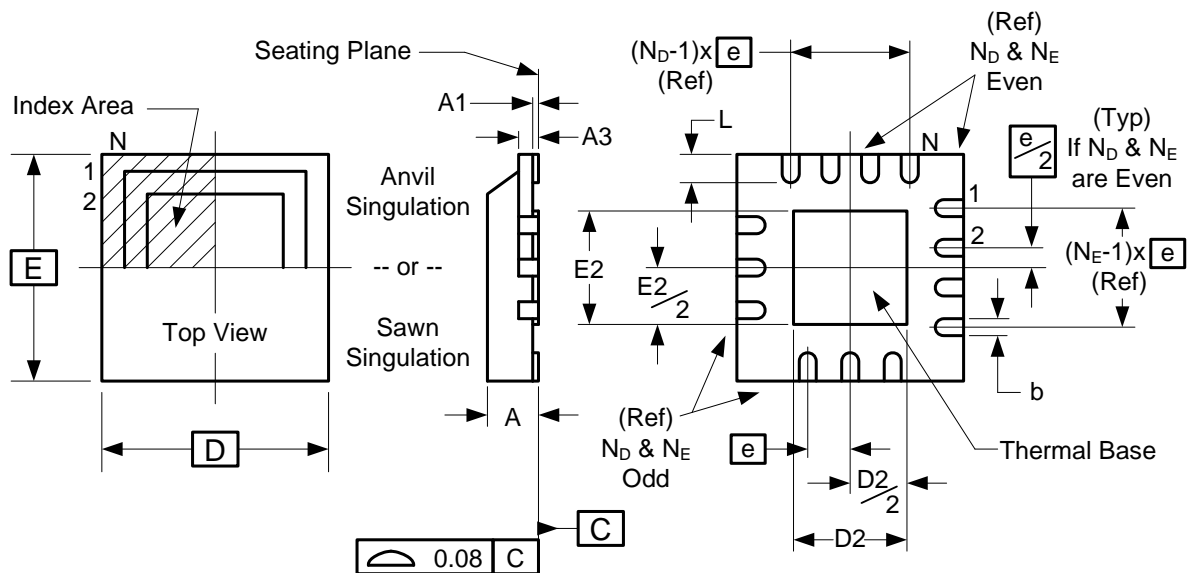 Seating Plane
Index Area
A1
A3
N
1
2
E
Top View
D
Anvil
Singulation
-- or --
Sawn
Singulation
A
0.08 C
C
(ND-1)x e
(Ref)
(Ref)
ND & NE
Even
L
N
e/2
(Typ)
If ND & NE
are Even
1
2
(NE-1)x e
(Ref)
E2
E2/2
b
(Ref)
ND & NE
Odd
e
Thermal Base
D2/2
D2